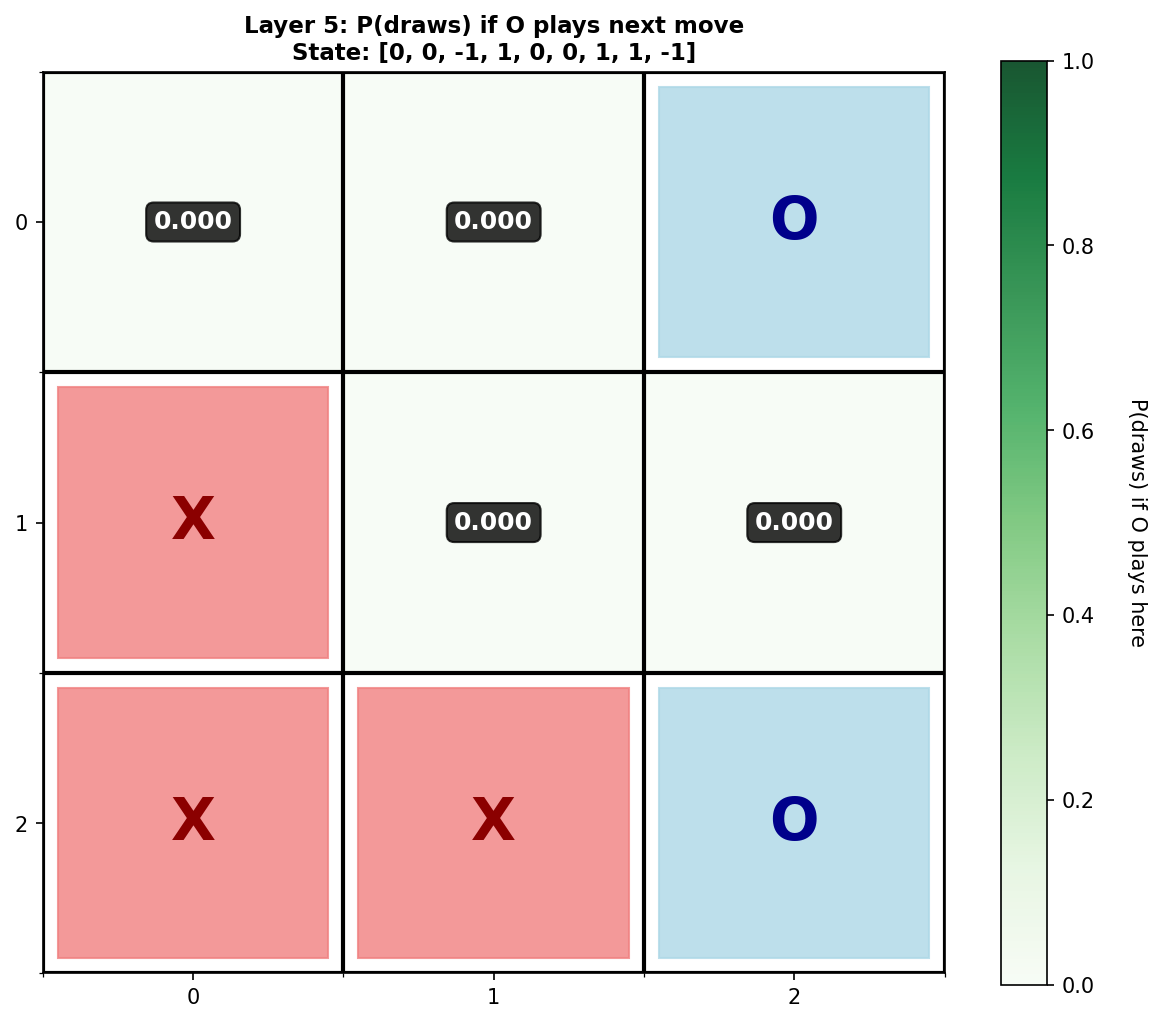 Layer 5: P(draws) if O plays next move
State: [0, 0, -1, 1, 0, 0, 1, 1, -1]
0
0.000
0.000
O
1
X
0.000
0.000
2
X
X
O
0
1
2
1.0
0.8
0.6
0.4
0.2
0.0
P(draws) if O plays here